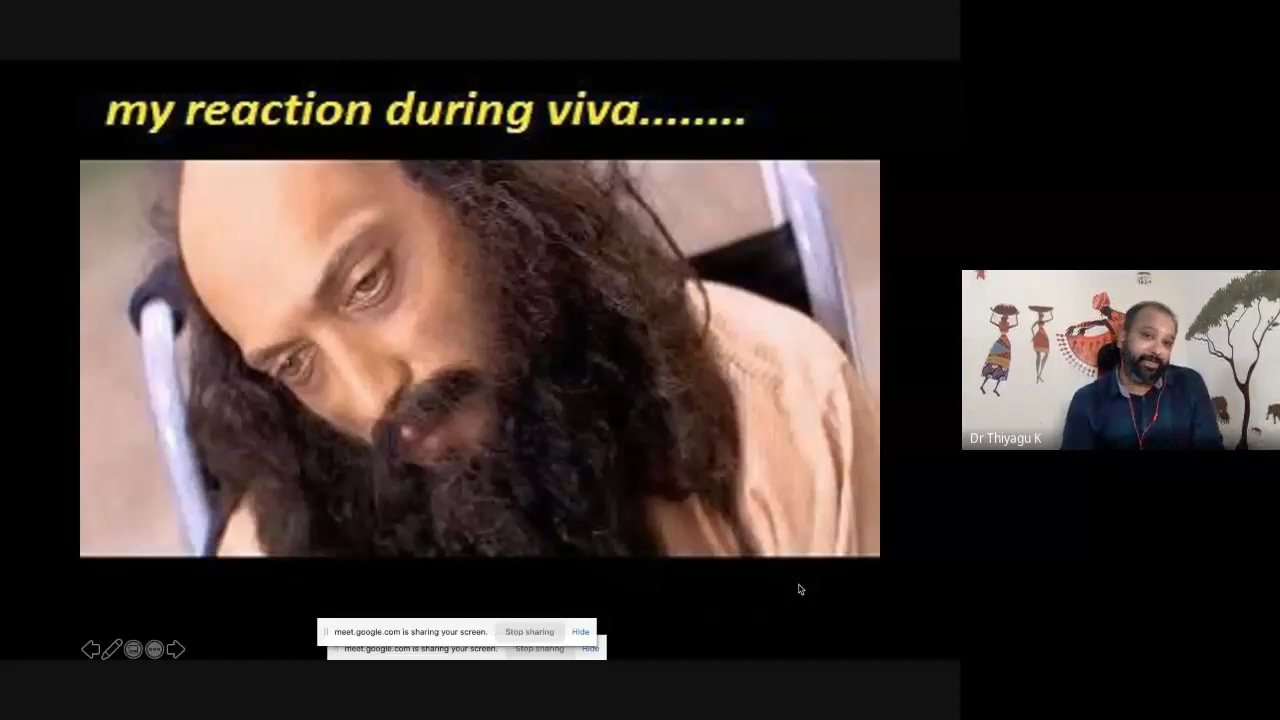 my reaction during viva........
Dr Thiyagu K
meet.google.com is sharing your screen. Stop sharing Hide
meet.google.com is sharing your screen. Stop sharing Hide